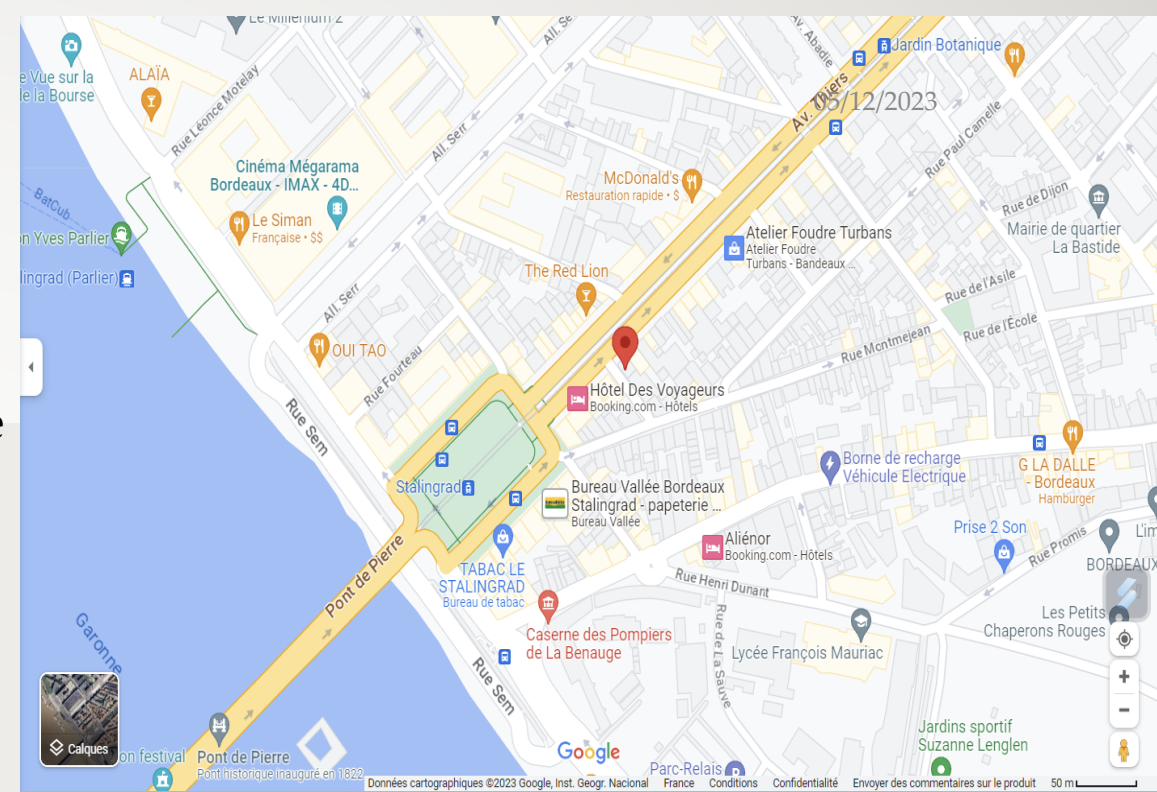 Le Millenium 2
All. Se
Av. Abadie
Jardin Botanique
e Vue sur la
de la Bourse
ALAÏA
Rue Léonce Motelay
Av. Thiers
05/12/2023
All. Serr
Rue Paul Camelle
Cinéma Mégarama
Bordeaux - IMAX - 4D...
McDonald's
Restauration rapide • $
Rue de Dijon
BatCub
Le Siman
Française • $$
Mairie de quartier
La Bastide
Atelier Foudre Turbans
Atelier Foudre
Turbans - Bandeaux ...
on Yves Parlier
lingrad (Parlier)
The Red Lion
Rue de l'Asile
All. Serr
Rue de l'École
OUI TAO
Rue Montmejean
Rue Fourteau
Hôtel Des Voyageurs
Booking.com - Hôtels
e
Rue Sem
Borne de recharge
Véhicule Electrique
G LA DALLE
- Bordeaux
Hamburger
Stalingrad
Bureau Vallée Bordeaux
Stalingrad - papeterie ...
Bureau Vallée
Prise 2 Son
Aliénor
Booking.com - Hôtels
Rue Promis
L'im
BORDEAUX
Pont de Pierre
TABAC LE
STALINGRAD
Bureau de tabac
Rue Henri Dunant
Les Petits
Chaperons Rouges
Garonne
Caserne des Pompiers
de La Benauge
Rue de La Sauve
Lycée François Mauriac
Rue Sem
Calques
on festival
Pont de Pierre
Pont historique inauguré en 1822
Google
Jardins sportif
Suzanne Lenglen
Parc-Relais
Données cartographiques ©2023 Google, Inst. Geogr. Nacional France Conditions Confidentialité Envoyer des commentaires sur le produit 50 m